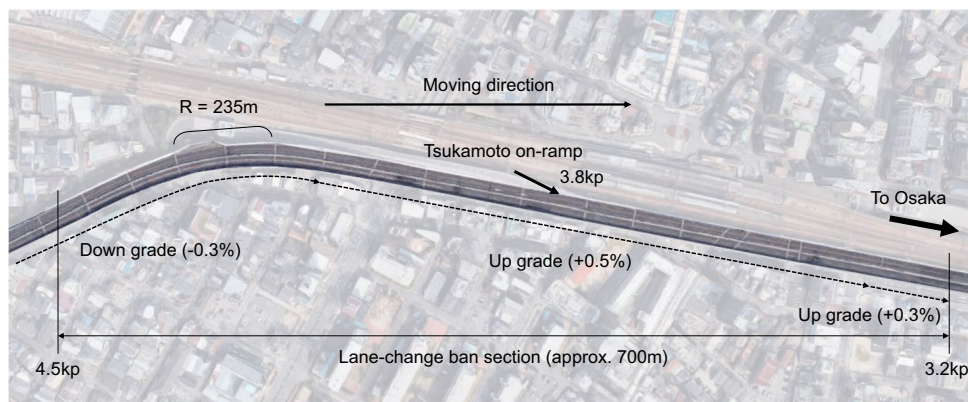 Moving direction
R = 235m
Tsukamoto on-ramp
3.8kp
To Osaka
Down grade (-0.3%)
Up grade (+0.5%)
Up grade (+0.3%)
Lane-change ban section (approx. 700m)
4.5kp
3.2kp